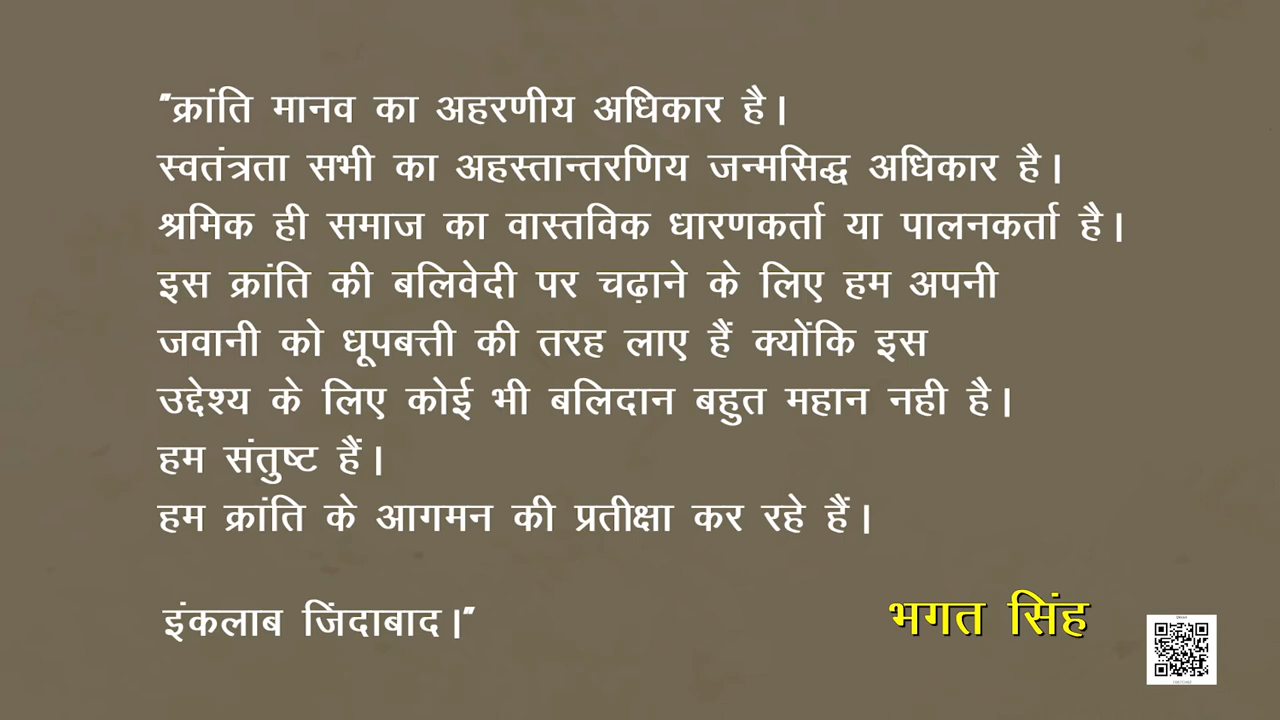 "क्रांति मानव का अहरणीय अधिकार है।
स्वतंत्रता सभी का अहस्तान्तरणिय जन्मसिद्ध अधिकार है।
श्रमिक ही समाज का वास्तविक धारणकर्ता या पालनकर्ता है।
इस क्रांति की बलिवेदी पर चढ़ाने के लिए हम अपनी
जवानी को धूपबत्ती की तरह लाए हैं क्योंकि इस
उद्देश्य के लिए कोई भी बलिदान बहुत महान नही है।
हम संतुष्ट हैं।
हम क्रांति के आगमन की प्रतीक्षा कर रहे हैं।
इंकलाब जिंदाबाद।"
भगत सिंह